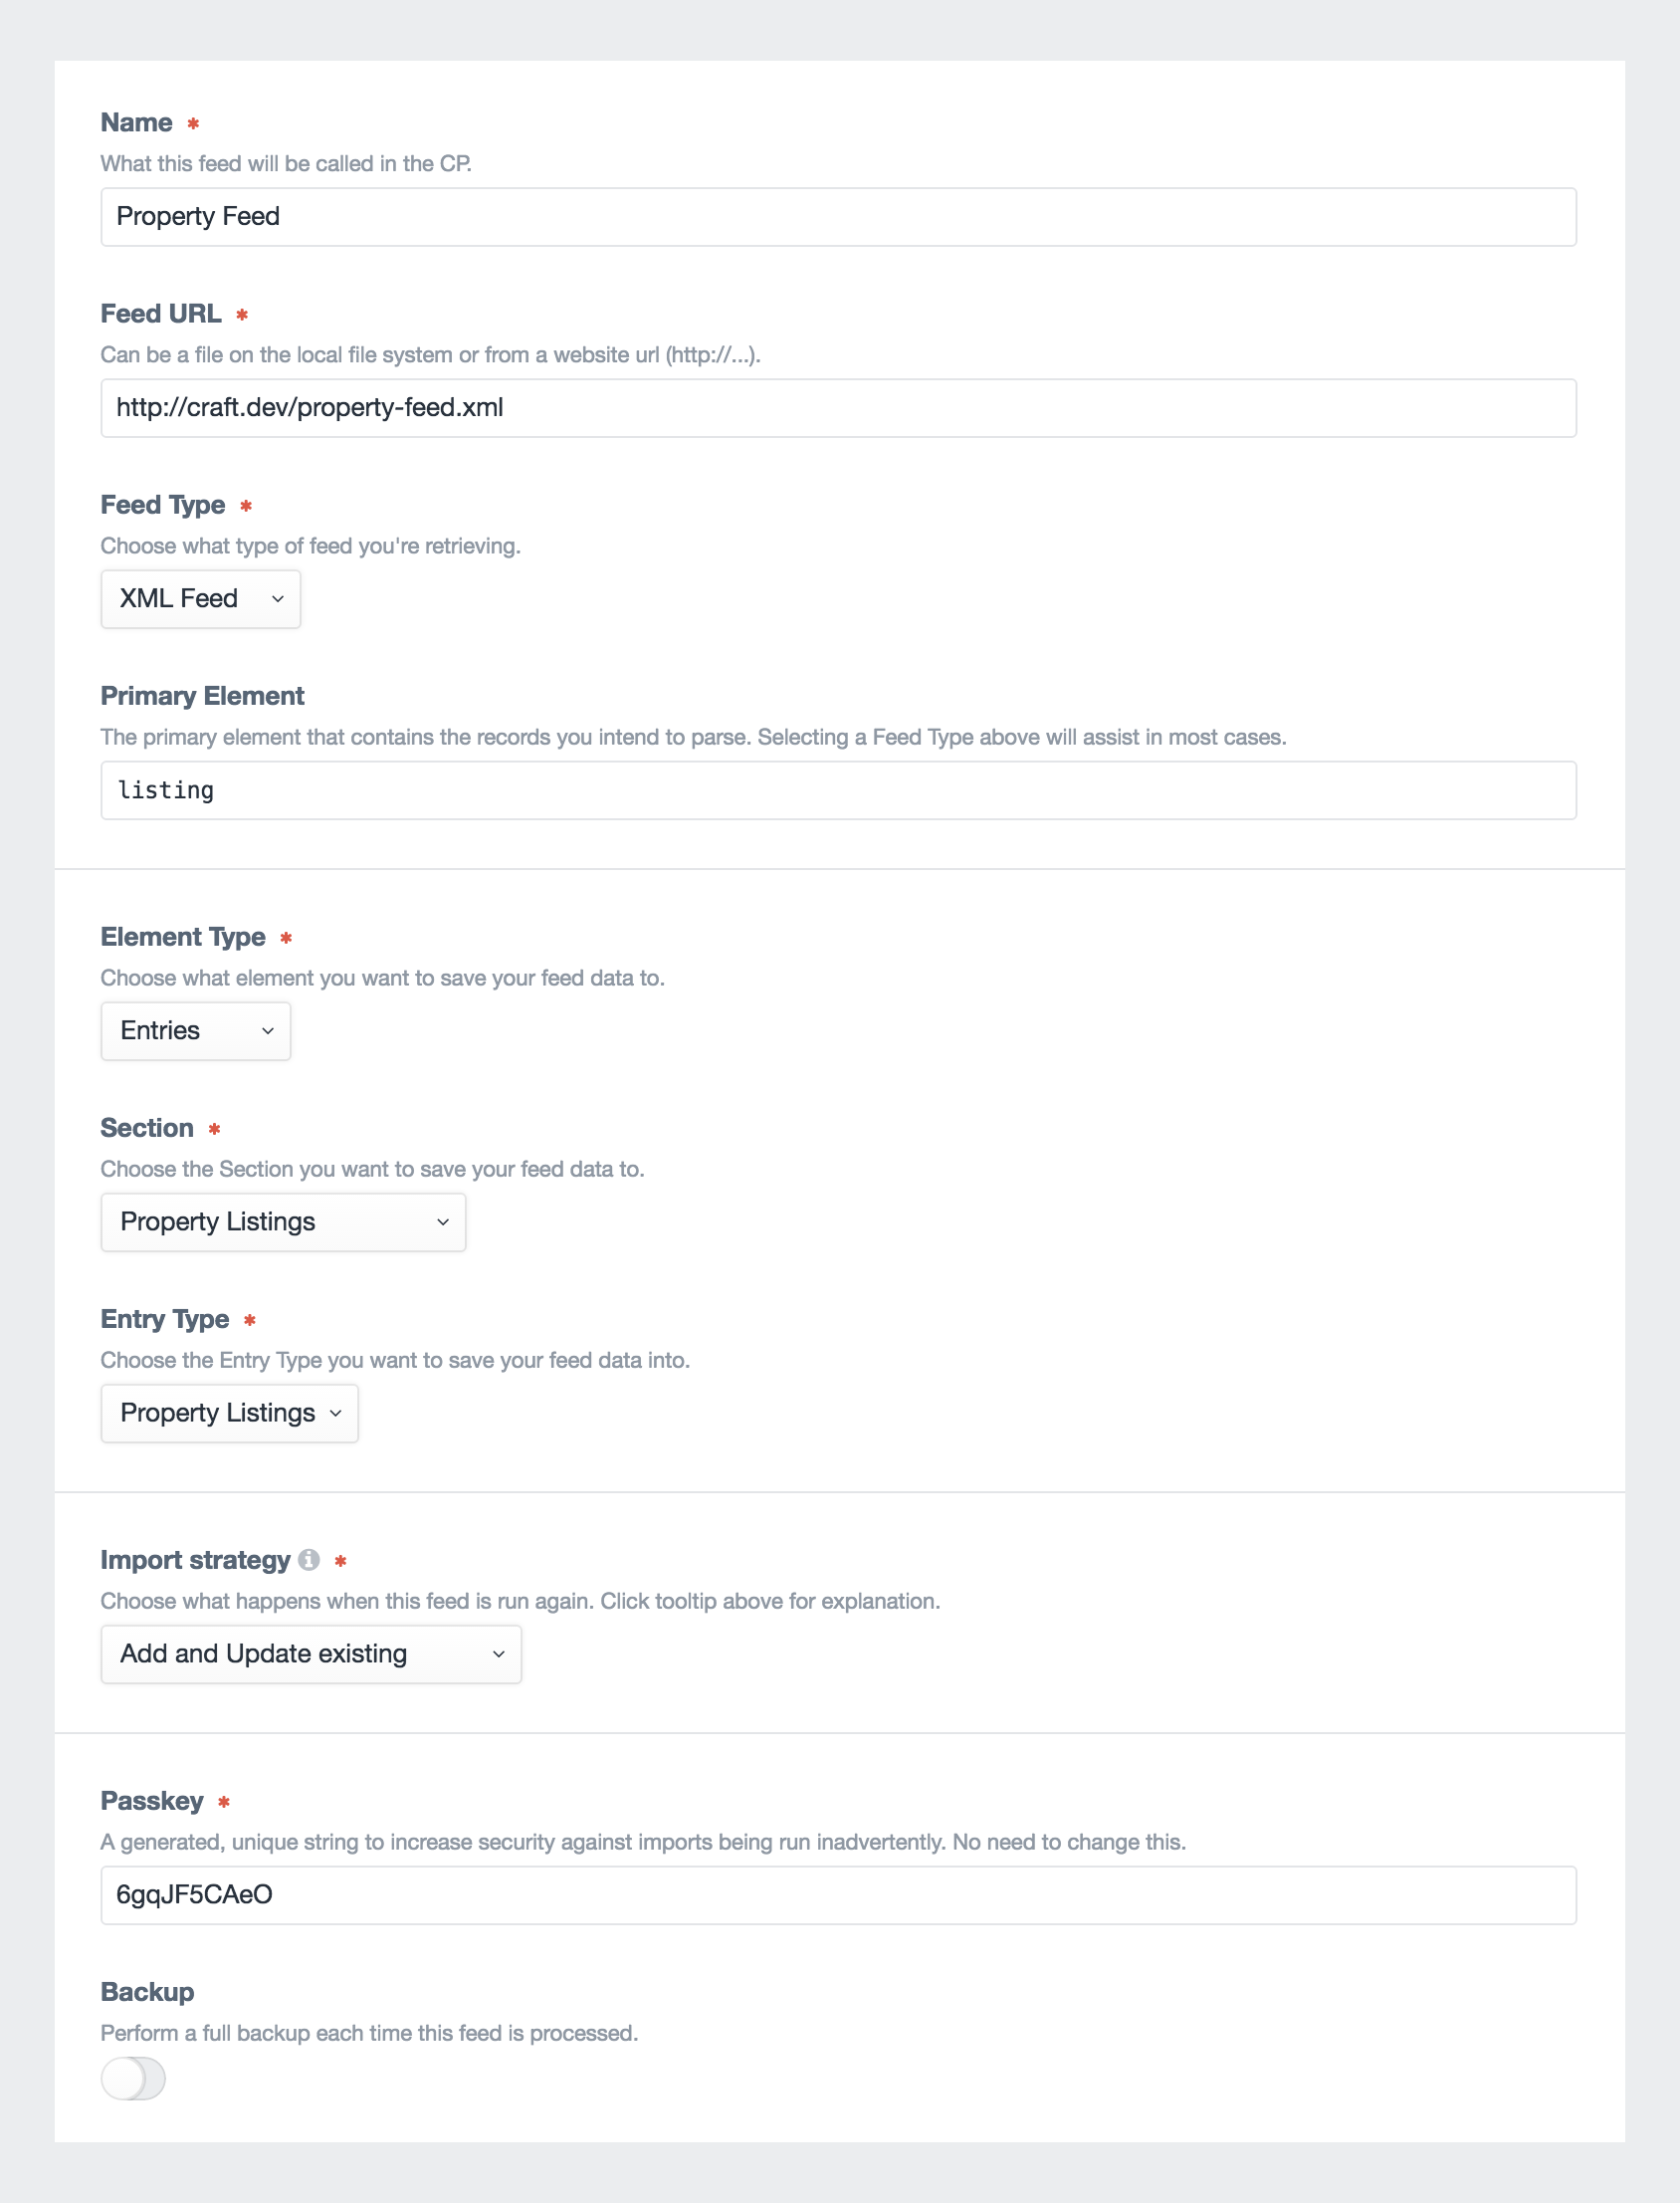 Name *
What this feed will be called in the CP.
Property Feed
Feed URL *
Can be a file on the local file system or from a website url (http://...).
http://craft.dev/property-feed.xml
Feed Type *
Choose what type of feed you're retrieving.
XML Feed
Primary Element
The primary element that contains the records you intend to parse. Selecting a Feed Type above will assist in most cases.
listing
Element Type *
Choose what element you want to save your feed data to.
Entries
Section *
Choose the Section you want to save your feed data to.
Property Listings
Entry Type *
Choose the Entry Type you want to save your feed data into.
Property Listings
Import strategy *
Choose what happens when this feed is run again. Click tooltip above for explanation.
Add and Update existing
Passkey *
A generated, unique string to increase security against imports being run inadvertently. No need to change this.
6gqJF5CAeO
Backup
Perform a full backup each time this feed is processed.